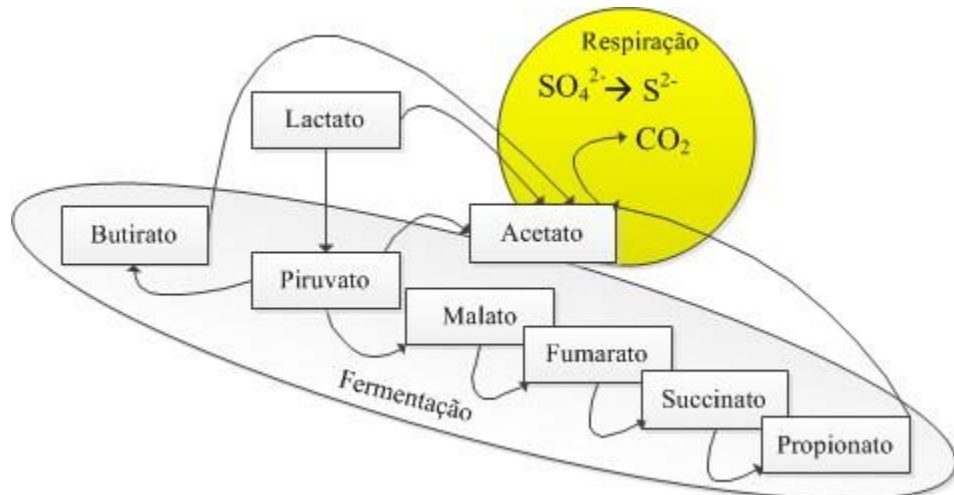 Respiração
SO₄²⁻ → S²⁻
Lactato
CO₂
Butirato
Acetato
Piruvato
Malato
Fumarato
Fermentação
Succinato
Propionato